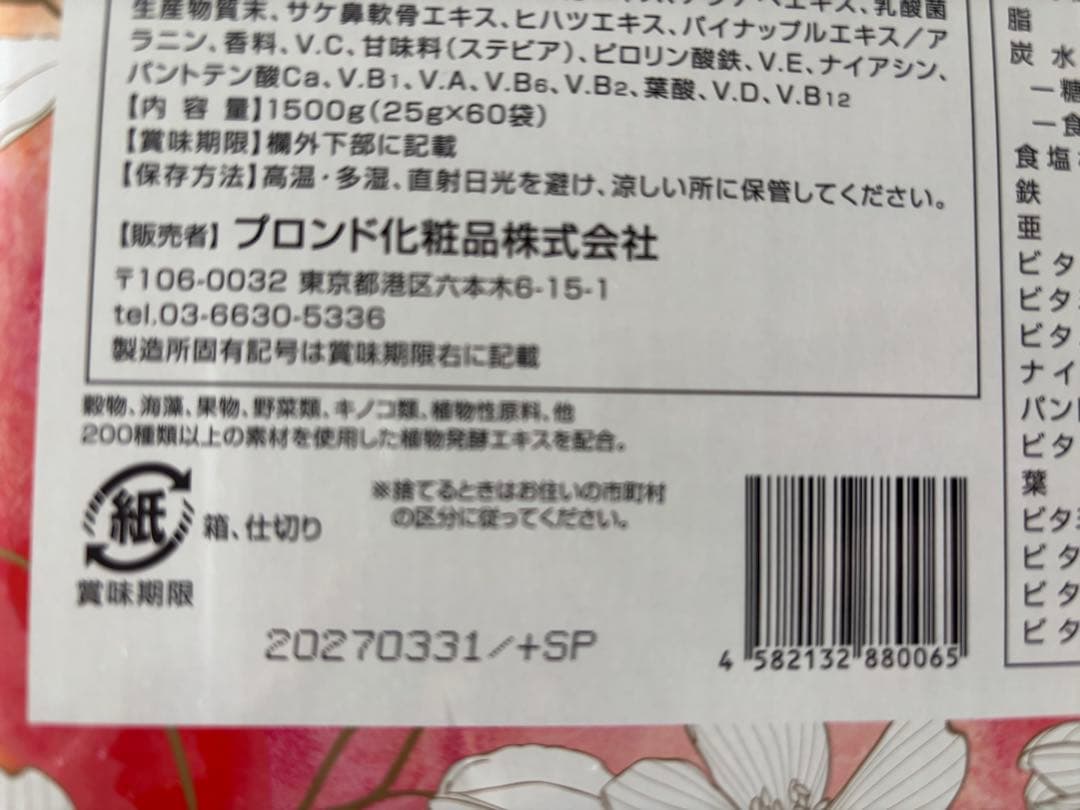 生産物質末、サケ鼻軟骨エキス、ヒハツエキス、パイナップルエキス/ア
ラニン、香料、V.C、甘味料(ステビア)、ピロリン酸鉄、V.E、ナイアシン、
パントテン酸Ca、V.B1、V.A、V.B6、V.B2、葉酸、V.D、V.B12
【内 容 量】1500g(25g×60袋)
【賞味期限】欄外下部に記載
【保存方法】高温・多湿、直射日光を避け、涼しい所に保管してください。
【販売者】プロンド化粧品株式会社
〒106-0032 東京都港区六本木6-15-1
tel.03-6630-5336
製造所固有記号は賞味期限右に記載
穀物、海藻、果物、野菜類、キノコ類、植物性原料、他
200種類以上の素材を使用した植物発酵エキスを配合。
紙 箱、仕切り
※捨てるときはお住いの市町村
の区分に従ってください。
賞味期限
20270331/+SP
4 582132 880065
脂
炭 水
－糖
－食
食 塩
鉄
亜
ビ タ
ビ タ
ビ タ
ナ イ
パ ン
ビ タ
葉
ビ タ
ビ タ
ビ タ
ビ タ